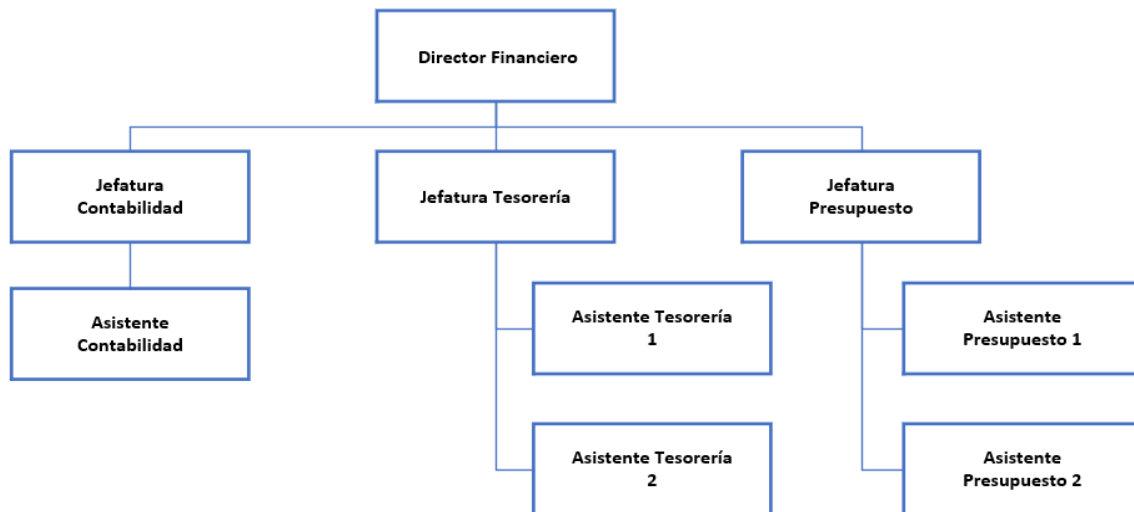 Director Financiero
Jefatura
Contabilidad
Jefatura Tesorería
Jefatura
Presupuesto
Asistente
Contabilidad
Asistente Tesorería
1
Asistente
Presupuesto 1
Asistente Tesorería
2
Asistente
Presupuesto 2